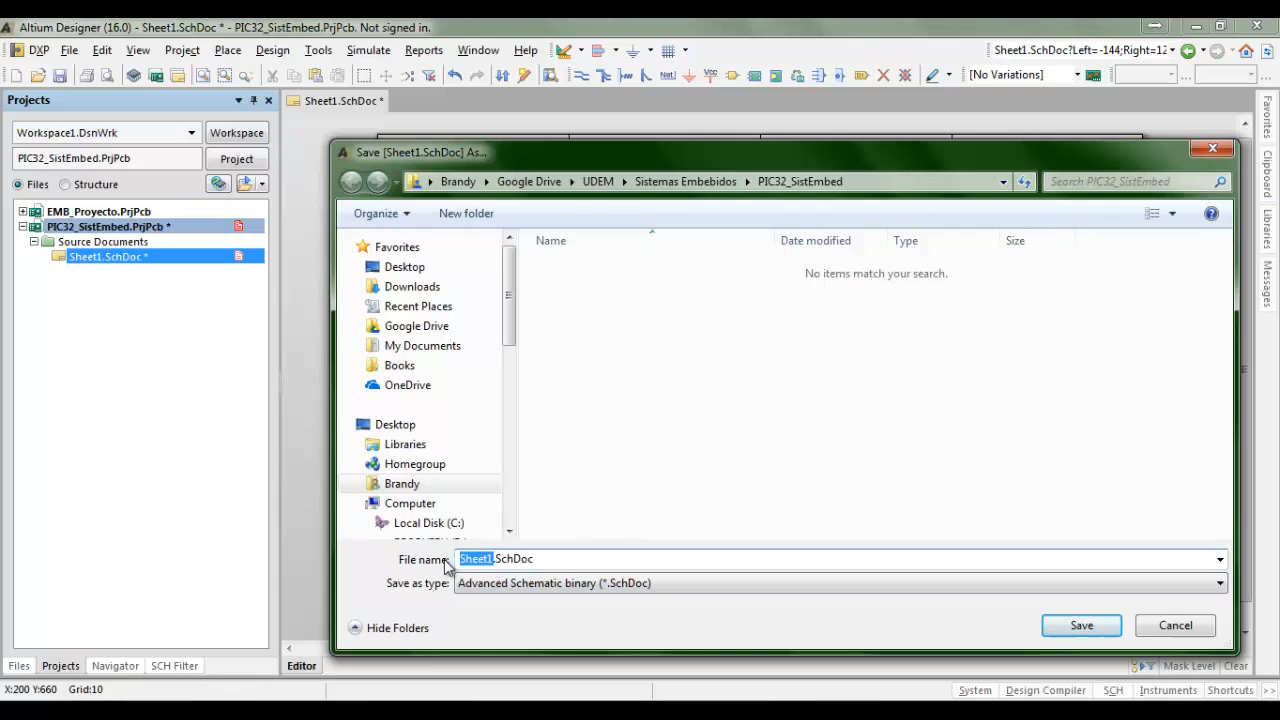 Altium Designer (16.0) - Sheet1.SchDoc * - PIC32_SistEmbed.PrjPcb. Not signed in.
DXP File Edit View Project Place Design Tools Simulate Reports Window Help
Sheet1.SchDoc?Left=-144;Right=12
[No Variations]
Projects
Sheet1.SchDoc *
Workspace1.DsnWrk
Workspace
PIC32_SistEmbed.PrjPcb
Project
Files
Structure
EMB_Proyecto.PrjPcb
PIC32_SistEmbed.PrjPcb *
Source Documents
Sheet1.SchDoc *
Save [Sheet1.SchDoc] As...
Brandy Google Drive UDEM Sistemas Embebidos PIC32_SistEmbed
Search PIC32_SistEmbed
Organize
New folder
Name
Date modified
Type
Size
No items match your search.
Favorites
Desktop
Downloads
Recent Places
Google Drive
My Documents
Books
OneDrive
Desktop
Libraries
Homegroup
Brandy
Computer
Local Disk (C:)
File name: Sheet1.SchDoc
Save as type: Advanced Schematic binary (*.SchDoc)
Hide Folders
Save
Cancel
Favorites
Clipboard
Libraries
Messages
Files Projects Navigator SCH Filter
Editor
Mask Level Clear
X:200 Y:660 Grid:10
System Design Compiler SCH Instruments Shortcuts >>